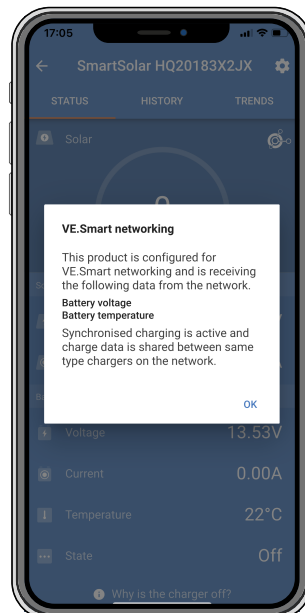 17:05
SmartSolar HQ20183X2JX
STATUS HISTORY TRENDS
Solar
VE.Smart networking
This product is configured for
VE.Smart networking and is receiving
the following data from the network.
Battery voltage
Battery temperature
Synchronised charging is active and
charge data is shared between same
type chargers on the network.
OK
Voltage 13.53V
Current 0.00A
Temperature 22°C
State Off
Why is the charger off?